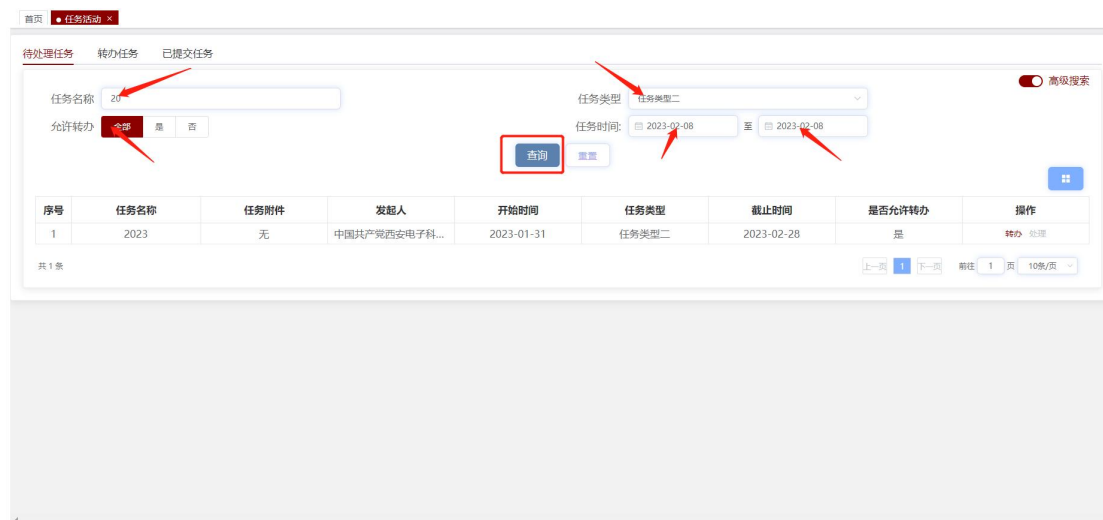 首页 ● 任务活动 ×
待处理任务 转办任务 已提交任务
高级搜索
任务名称 20 任务类型 任务类型二
允许转办 全部 是 否 任务时间: 2023-02-08 至 2023-02-08
查询 重置
序号 任务名称 任务附件 发起人 开始时间 任务类型 截止时间 是否允许转办 操作
1 2023 无 中国共产党西安电子科... 2023-01-31 任务类型二 2023-02-28 是 转办 处理
共 1 条 上一页 1 下一页 前往 1 页 10条/页